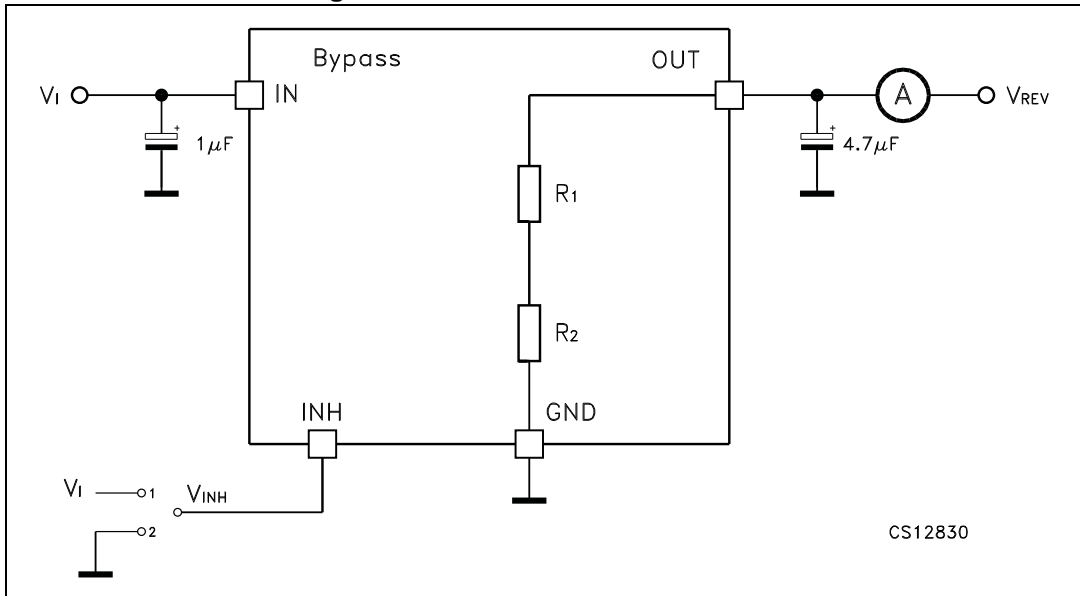 Bypass
OUT
VI
IN
A
VREV
+
1μF
+
4.7μF
R1
R2
INH
GND
VI
1
VINH
2
CS12830